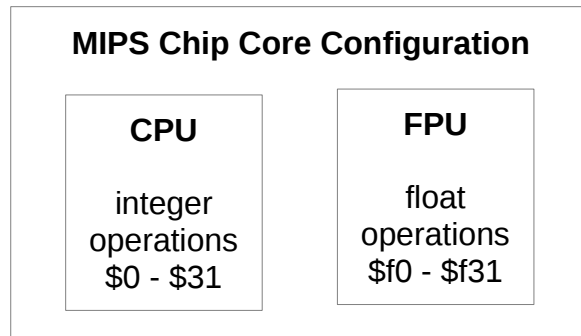 MIPS Chip Core Configuration
CPU
integer
operations
$0 - $31
FPU
float
operations
$f0 - $f31